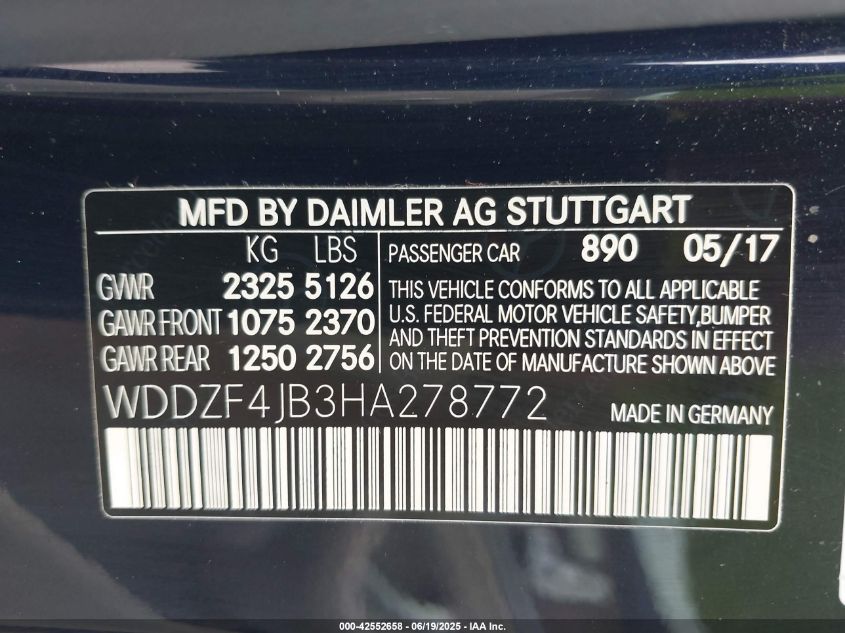 MFD BY DAIMLER AG STUTTGART
KG LBS
GVWR 2325 5126
GAWR FRONT 1075 2370
GAWR REAR 1250 2756
PASSENGER CAR 890 05/17
THIS VEHICLE CONFORMS TO ALL APPLICABLE
U.S. FEDERAL MOTOR VEHICLE SAFETY,BUMPER
AND THEFT PREVENTION STANDARDS IN EFFECT
ON THE DATE OF MANUFACTURE SHOWN ABOVE
WDDZF4JB3HA278772 MADE IN GERMANY
000-42552658 - 06/19/2025 - IAA Inc.